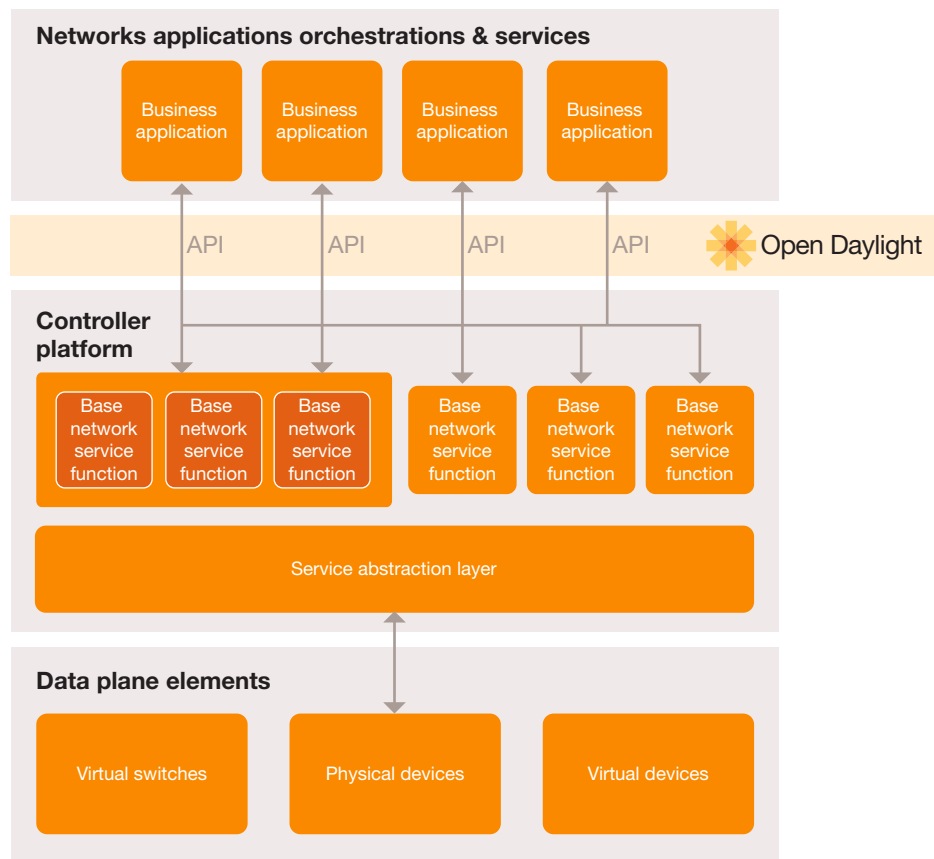 Networks applications orchestrations & services
Business
application
Business
application
Business
application
Business
application
API
API
API
API
Open Daylight
Controller
platform
Base
network
service
function
Base
network
service
function
Base
network
service
function
Base
network
service
function
Base
network
service
function
Base
network
service
function
Service abstraction layer
Data plane elements
Virtual switches
Physical devices
Virtual devices